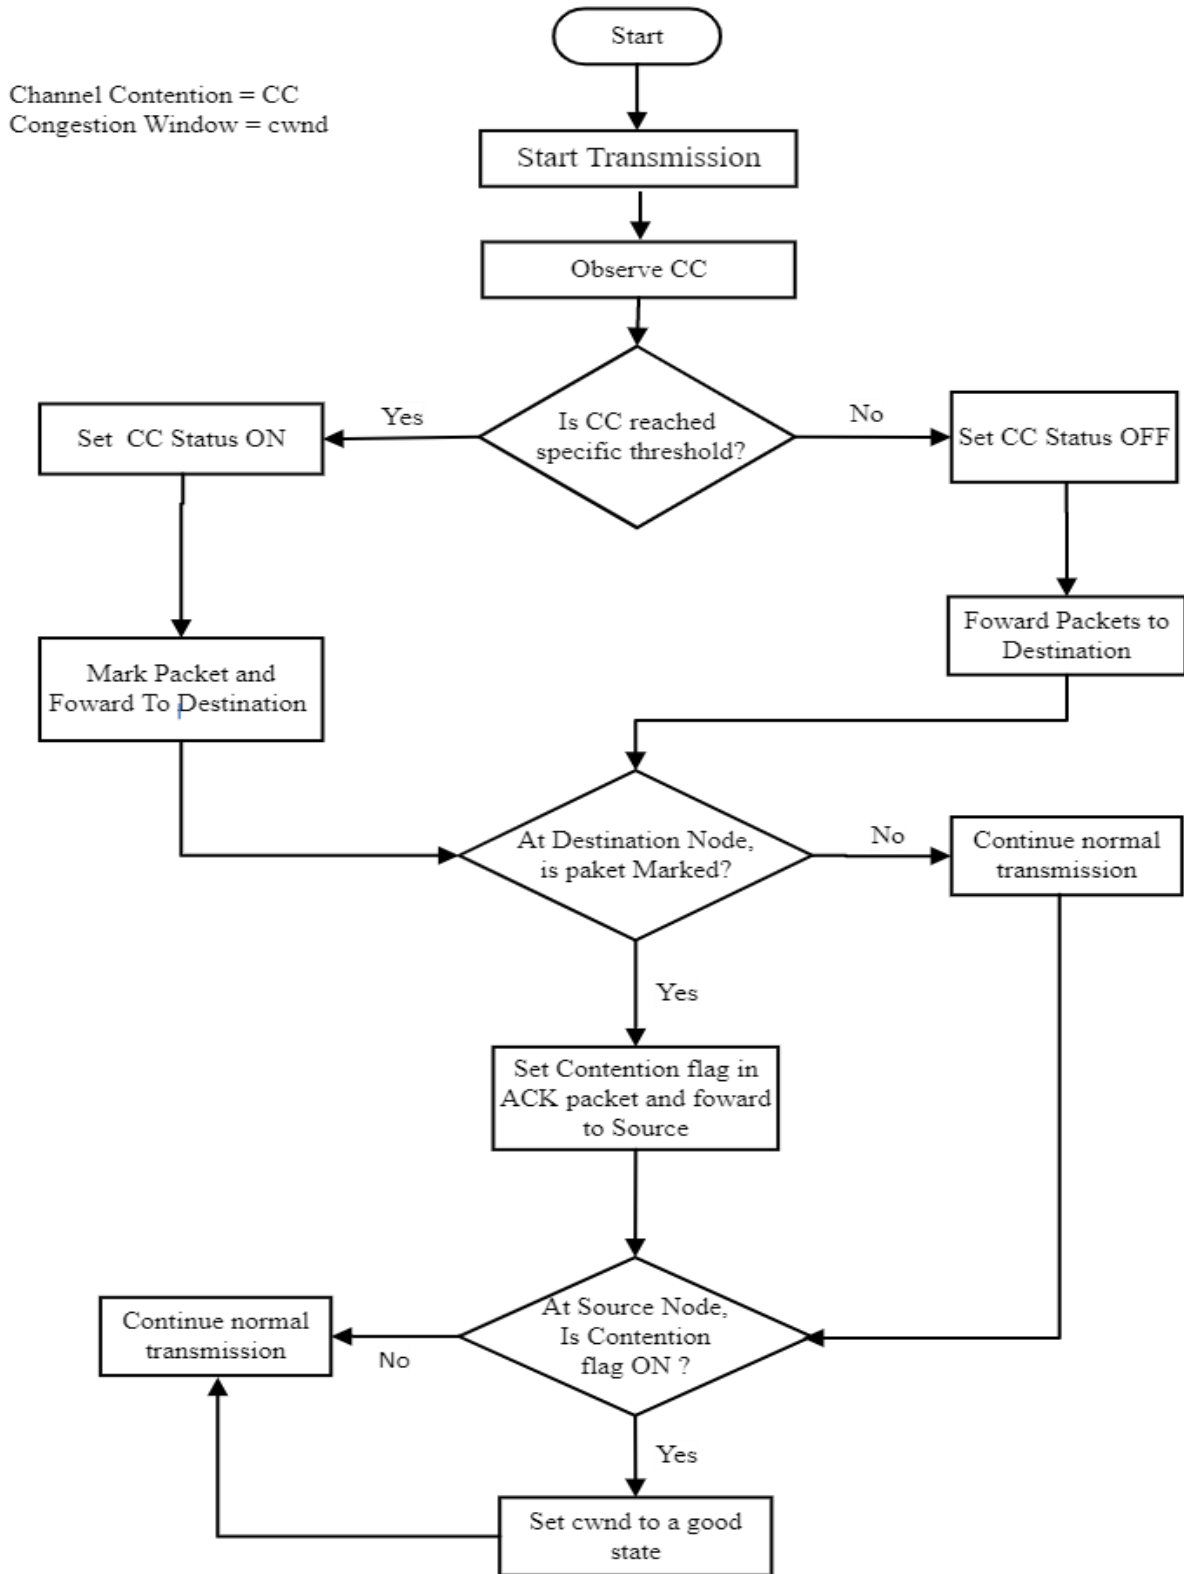 Start
Channel Contention = CC
Congestion Window = cwnd
Start Transmission
Observe CC
Is CC reached
specific threshold?
Yes
No
Set  CC Status ON
Set CC Status OFF
Mark Packet and
Foward To Destination
Foward Packets to
Destination
At Destination Node,
is paket Marked?
No
Continue normal
transmission
Yes
Set Contention flag in
ACK packet and foward
to Source
At Source Node,
Is Contention
flag ON ?
No
Continue normal
transmission
Yes
Set cwnd to a good
state